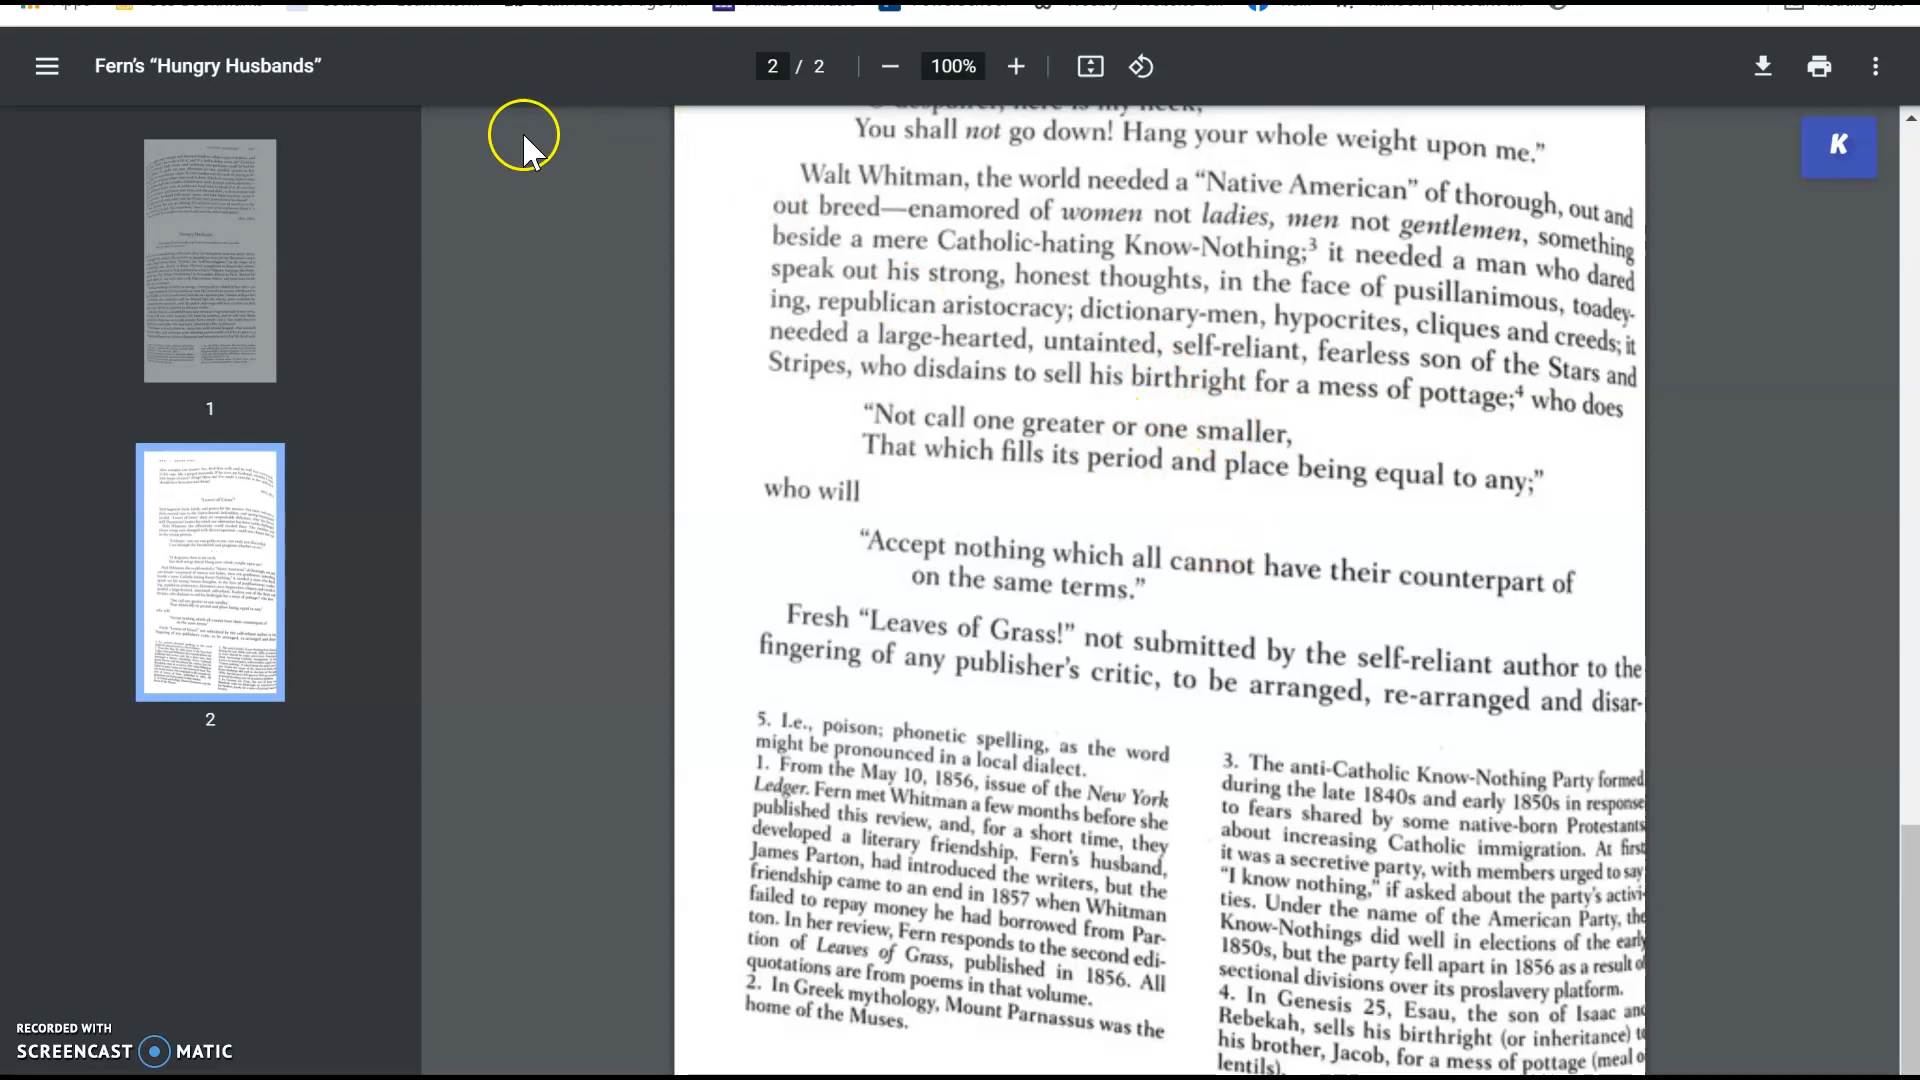 Fern's “Hungry Husbands”
2 / 2
100%
K
1
2
here is my neck,
You shall not go down! Hang your whole weight upon me.”
Walt Whitman, the world needed a “Native American” of thorough, out and
out breed—enamored of women not ladies, men not gentlemen, something
beside a mere Catholic-hating Know-Nothing;3 it needed a man who dared
speak out his strong, honest thoughts, in the face of pusillanimous, toady-
ing, republican aristocracy; dictionary-men, hypocrites, cliques and creeds; it
needed a large-hearted, untainted, self-reliant, fearless son of the Stars and
Stripes, who disdains to sell his birthright for a mess of pottage;4 who does
“Not call one greater or one smaller,
That which fills its period and place being equal to any;”
who will
“Accept nothing which all cannot have their counterpart of
on the same terms.”
Fresh “Leaves of Grass!” not submitted by the self-reliant author to the
fingering of any publisher's critic, to be arranged, re-arranged and disar-
5. I.e., poison; phonetic spelling, as the word
might be pronounced in a local dialect.
1. From the May 10, 1856, issue of the New York
Ledger. Fern met Whitman a few months before she
published this review, and, for a short time, they
developed a literary friendship. Fern's husband,
James Parton, had introduced the writers, but the
friendship came to an end in 1857 when Whitman
failed to repay money he had borrowed from Par-
ton. In her review, Fern responds to the second edi-
tion of Leaves of Grass, published in 1856. All
quotations are from poems in that volume.
2. In Greek mythology, Mount Parnassus was the
home of the Muses.
3. The anti-Catholic Know-Nothing Party formed
during the late 1840s and early 1850s in response
to fears shared by some native-born Protestants
about increasing Catholic immigration. At first
it was a secretive party, with members urged to say
“I know nothing,” if asked about the party's activi-
ties. Under the name of the American Party, the
Know-Nothings did well in elections of the early
1850s, but the party fell apart in 1856 as a result of
sectional divisions over its proslavery platform.
4. In Genesis 25, Esau, the son of Isaac and
Rebekah, sells his birthright (or inheritance) to
his brother, Jacob, for a mess of pottage (meal o
lentils).
RECORDED WITH
SCREENCAST MATIC